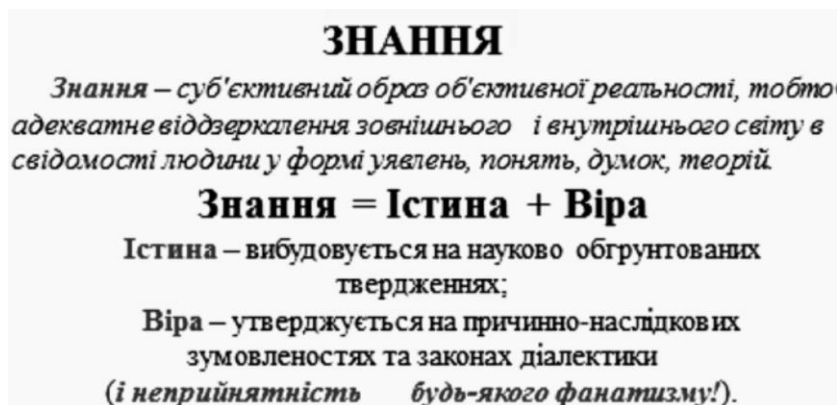 ЗНАННЯ
Знання – суб'єктивний образ об'єктивної реальності, тобто
адекватне віддзеркалення зовнішнього і внутрішнього світу в
свідомості людини у формі уявлень, понять, думок, теорій.
Знання = Істина + Віра
Істина – вибудовується на науково обгрунтованих
твердженнях;
Віра – утверджується на причинно-наслідкових
зумовленостях та законах діалектики
(і неприйнятність будь-якого фанатизму!).